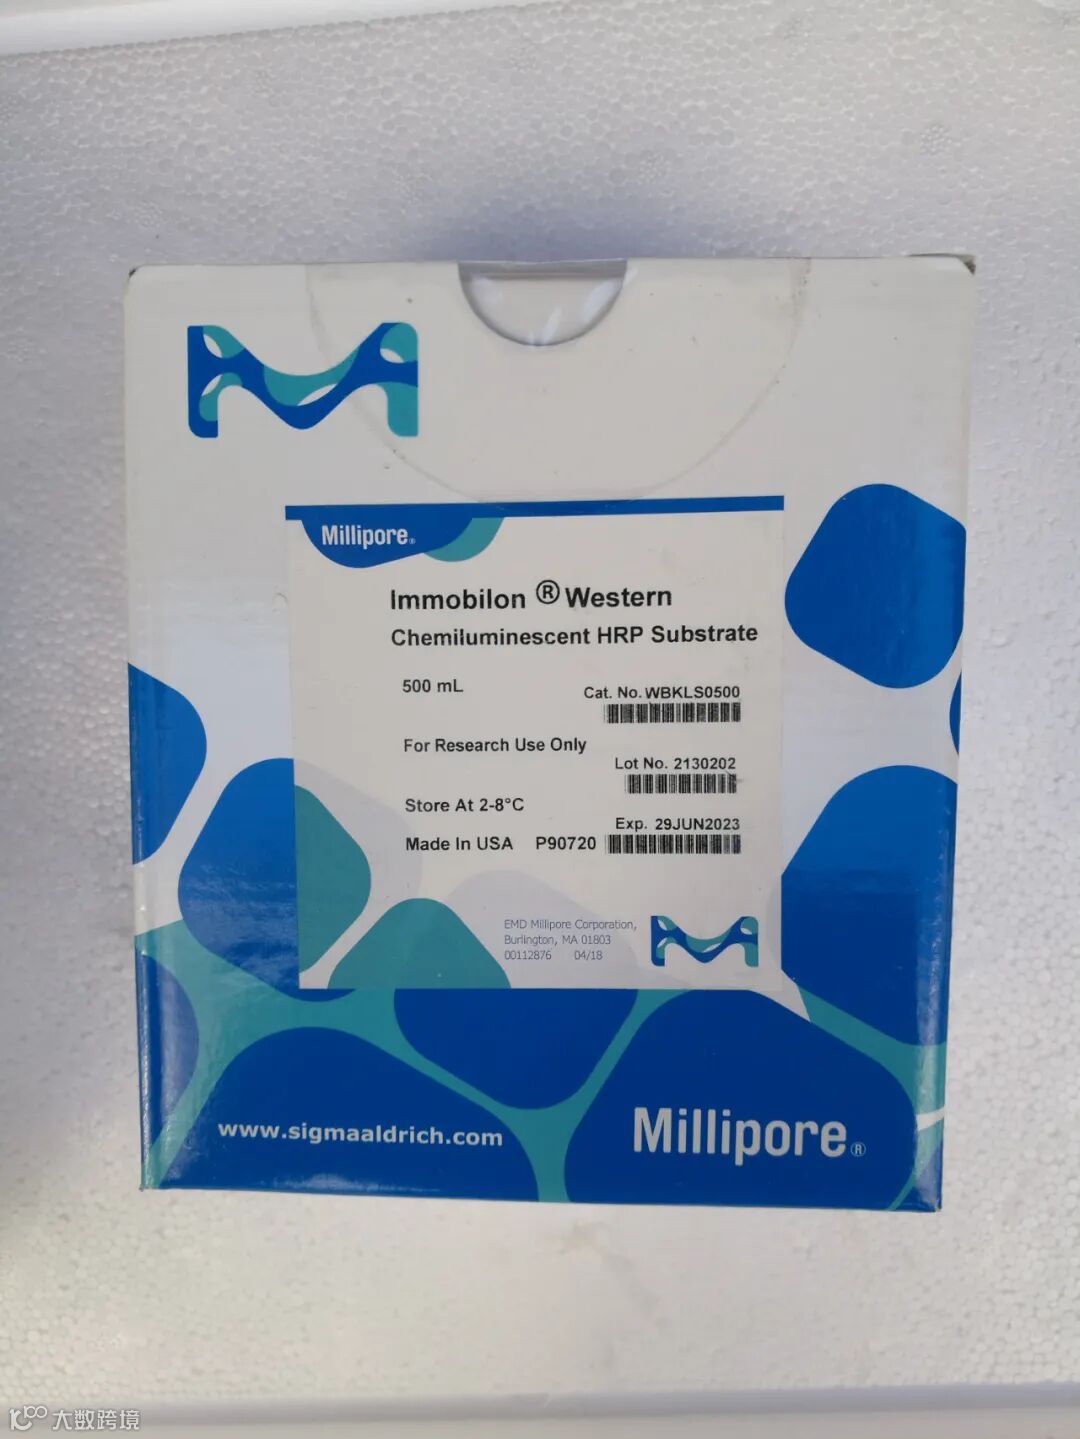 Millipore®
Immobilon ® Western
Chemiluminescent HRP Substrate
500 mL
Cat. No. WBKLS0500
For Research Use Only
Lot No. 2130202
Store At 2-8°C
Exp. 29JUN2023
Made In USA P90720
EMD Millipore Corporation,
Burlington, MA 01803
00112876 04/18
www.sigmaaldrich.com
Millipore®
大数跨境